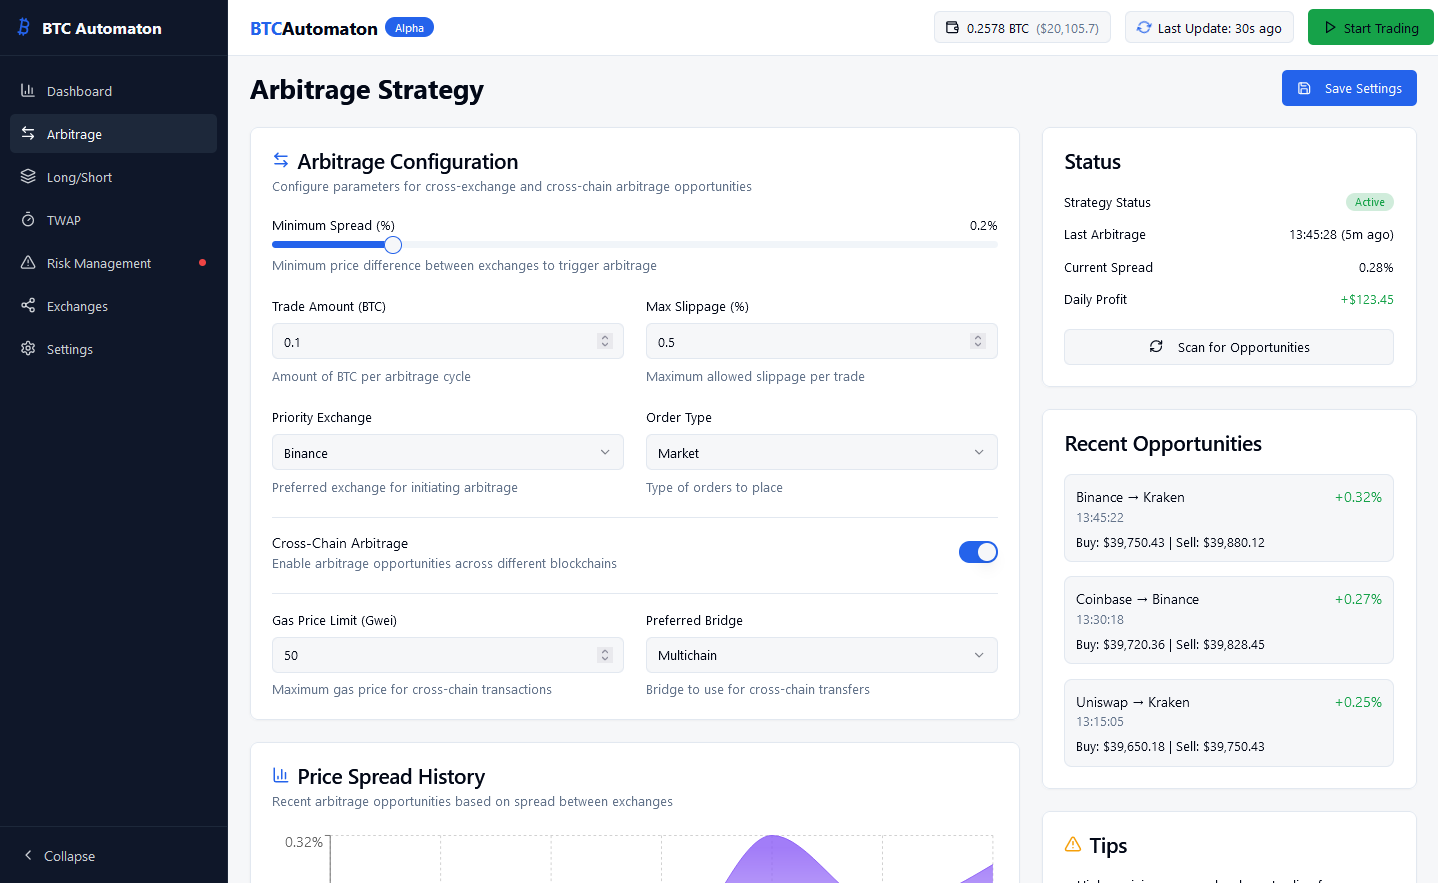 BTC Automaton
Dashboard
Arbitrage
Long/Short
TWAP
Risk Management
Exchanges
Settings
Collapse
BTCAutomaton Alpha
0.2578 BTC ($20,105.7)
Last Update: 30s ago
Start Trading
Arbitrage Strategy
Save Settings
Arbitrage Configuration
Configure parameters for cross-exchange and cross-chain arbitrage opportunities
Minimum Spread (%) 0.2%
Minimum price difference between exchanges to trigger arbitrage
Trade Amount (BTC)
0.1
Amount of BTC per arbitrage cycle
Max Slippage (%)
0.5
Maximum allowed slippage per trade
Priority Exchange
Binance
Preferred exchange for initiating arbitrage
Order Type
Market
Type of orders to place
Cross-Chain Arbitrage
Enable arbitrage opportunities across different blockchains
Gas Price Limit (Gwei)
50
Maximum gas price for cross-chain transactions
Preferred Bridge
Multichain
Bridge to use for cross-chain transfers
Price Spread History
Recent arbitrage opportunities based on spread between exchanges
0.32%
Status
Strategy Status Active
Last Arbitrage 13:45:28 (5m ago)
Current Spread 0.28%
Daily Profit +$123.45
Scan for Opportunities
Recent Opportunities
Binance → Kraken +0.32%
13:45:22
Buy: $39,750.43 | Sell: $39,880.12
Coinbase → Binance +0.27%
13:30:18
Buy: $39,720.36 | Sell: $39,828.45
Uniswap → Kraken +0.25%
13:15:05
Buy: $39,650.18 | Sell: $39,750.43
Tips